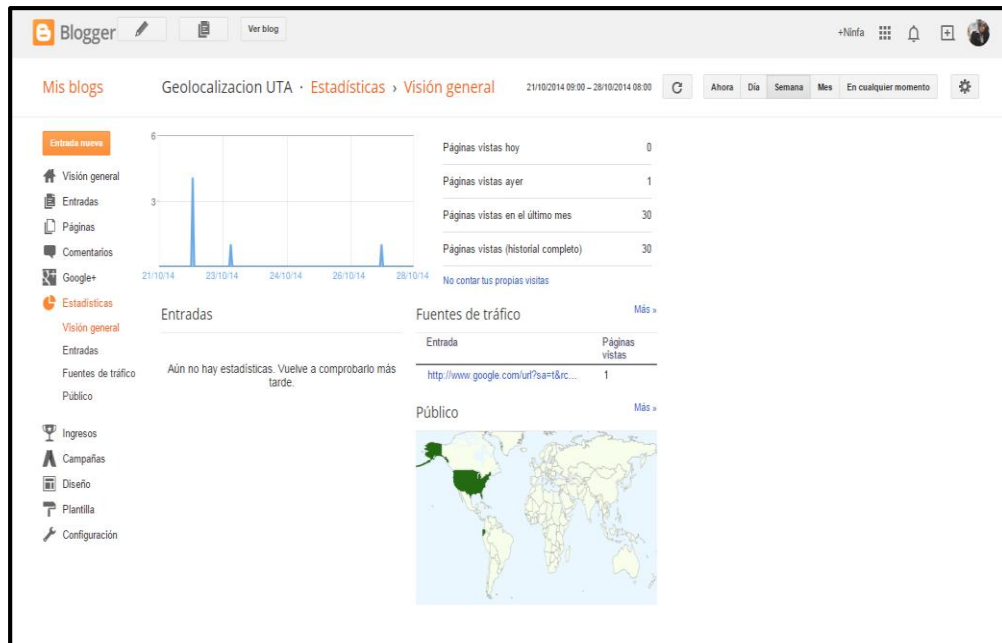 Blogger
Ver blog
+Ninfa
Mis blogs
Geolocalizacion UTA · Estadísticas › Visión general
21/10/2014 09:00 – 28/10/2014 08:00
Ahora Día Semana Mes En cualquier momento
Entrada nueva
Visión general
Entradas
Páginas
Comentarios
Google+
Estadísticas
Visión general
Entradas
Fuentes de tráfico
Público
Ingresos
Campañas
Diseño
Plantilla
Configuración
6
3
21/10/14 23/10/14 24/10/14 26/10/14 28/10/14
Páginas vistas hoy 0
Páginas vistas ayer 1
Páginas vistas en el último mes 30
Páginas vistas (historial completo) 30
No contar tus propias visitas
Entradas
Aún no hay estadísticas. Vuelve a comprobarlo más
tarde.
Fuentes de tráfico Más »
Entrada Páginas
vistas
http://www.google.com/url?sa=t&rc... 1
Público Más »